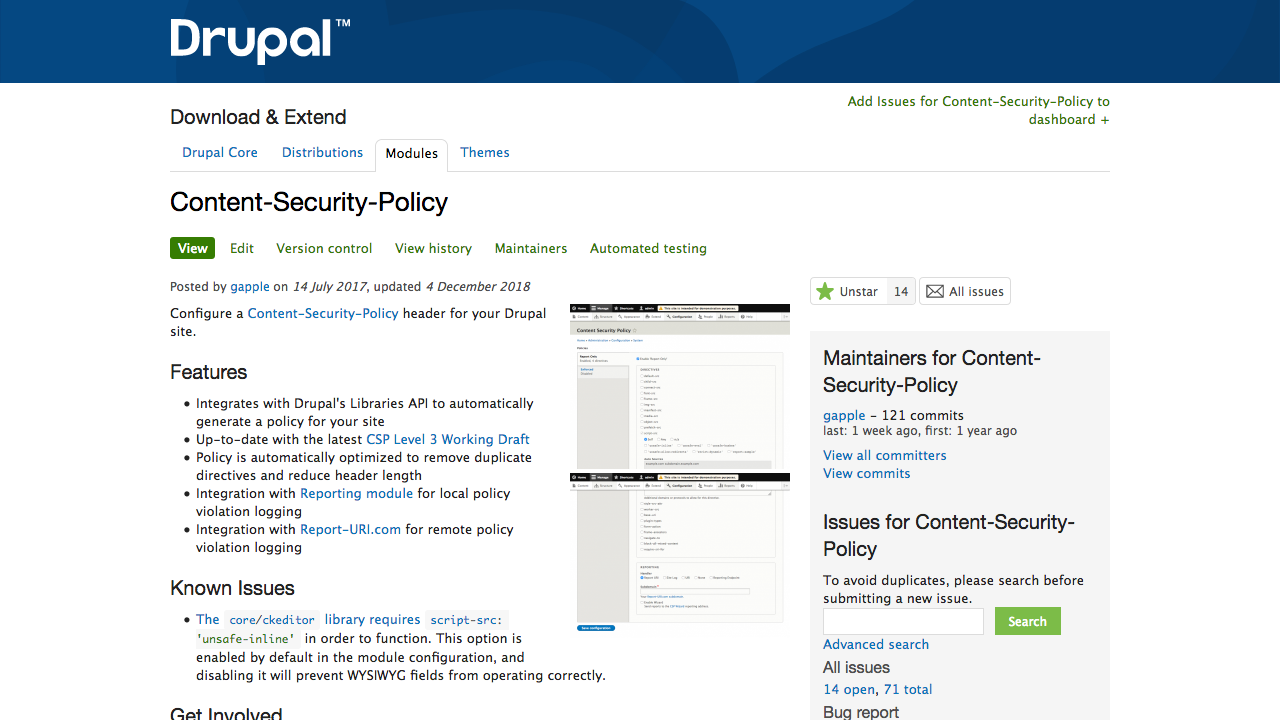 Drupal™
Add Issues for Content-Security-Policy to
dashboard +
Download & Extend
Drupal Core
Distributions
Modules
Themes
Content-Security-Policy
View
Edit
Version control
View history
Maintainers
Automated testing
Posted by gapple on 14 July 2017, updated 4 December 2018
Configure a Content-Security-Policy header for your Drupal
site.
Features
• Integrates with Drupal's Libraries API to automatically
generate a policy for your site
• Up-to-date with the latest CSP Level 3 Working Draft
• Policy is automatically optimized to remove duplicate
directives and reduce header length
• Integration with Reporting module for local policy
violation logging
• Integration with Report-URI.com for remote policy
violation logging
Known Issues
• The core/ckeditor library requires script-src:
'unsafe-inline' in order to function. This option is
enabled by default in the module configuration, and
disabling it will prevent WYSIWYG fields from operating correctly.
Get Involved
Content Security Policy
Unstar
14
All issues
Maintainers for Content-
Security-Policy
gapple – 121 commits
last: 1 week ago, first: 1 year ago
View all committers
View commits
Issues for Content-Security-
Policy
To avoid duplicates, please search before
submitting a new issue.
Search
Advanced search
All issues
14 open, 71 total
Bug report